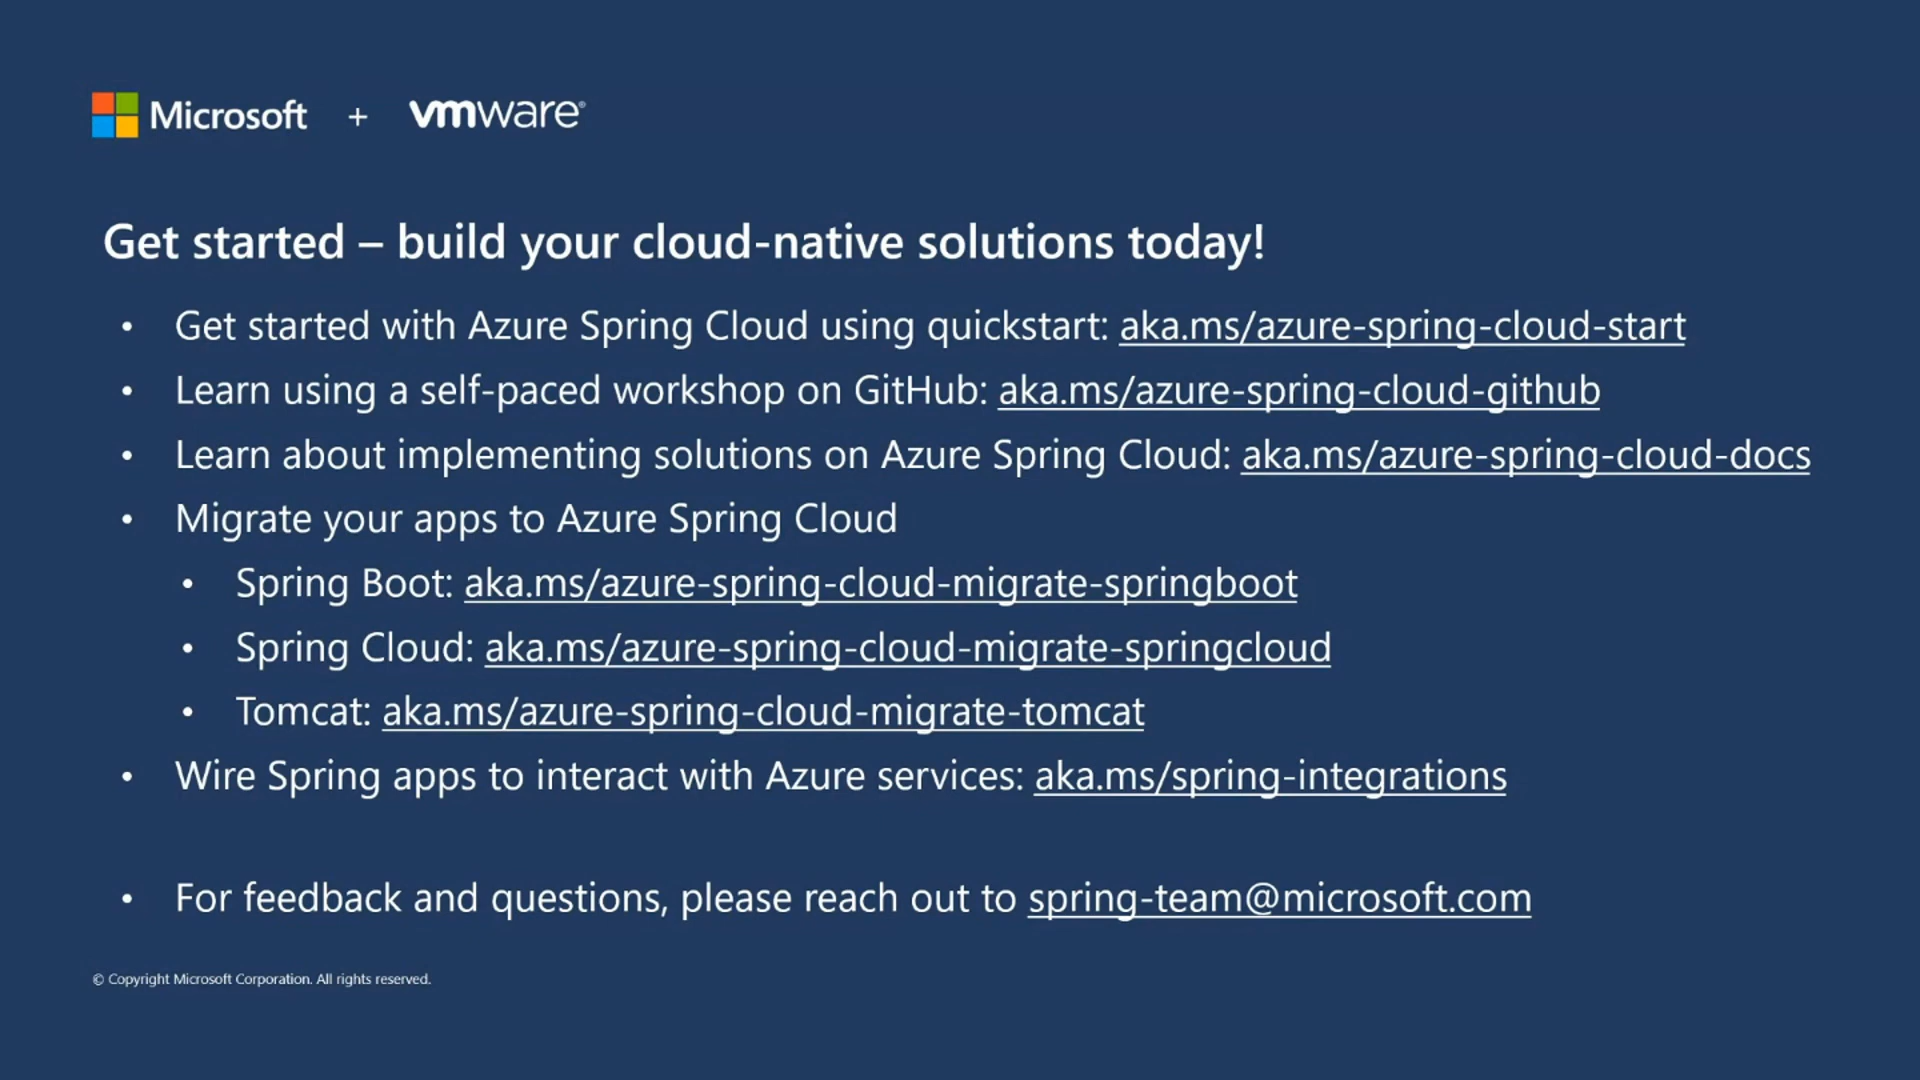 Microsoft + vmware®
Get started – build your cloud-native solutions today!
• Get started with Azure Spring Cloud using quickstart: aka.ms/azure-spring-cloud-start
• Learn using a self-paced workshop on GitHub: aka.ms/azure-spring-cloud-github
• Learn about implementing solutions on Azure Spring Cloud: aka.ms/azure-spring-cloud-docs
• Migrate your apps to Azure Spring Cloud
• Spring Boot: aka.ms/azure-spring-cloud-migrate-springboot
• Spring Cloud: aka.ms/azure-spring-cloud-migrate-springcloud
• Tomcat: aka.ms/azure-spring-cloud-migrate-tomcat
• Wire Spring apps to interact with Azure services: aka.ms/spring-integrations
• For feedback and questions, please reach out to spring-team@microsoft.com
© Copyright Microsoft Corporation. All rights reserved.